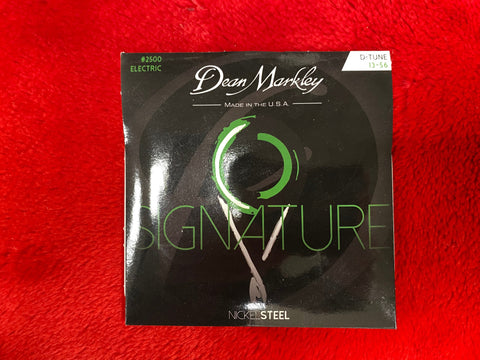 #2500
ELECTRIC
D-TUNE
13-56
Dean Markley
MADE IN THE U.S.A.
SIGNATURE
NICKELSTEEL